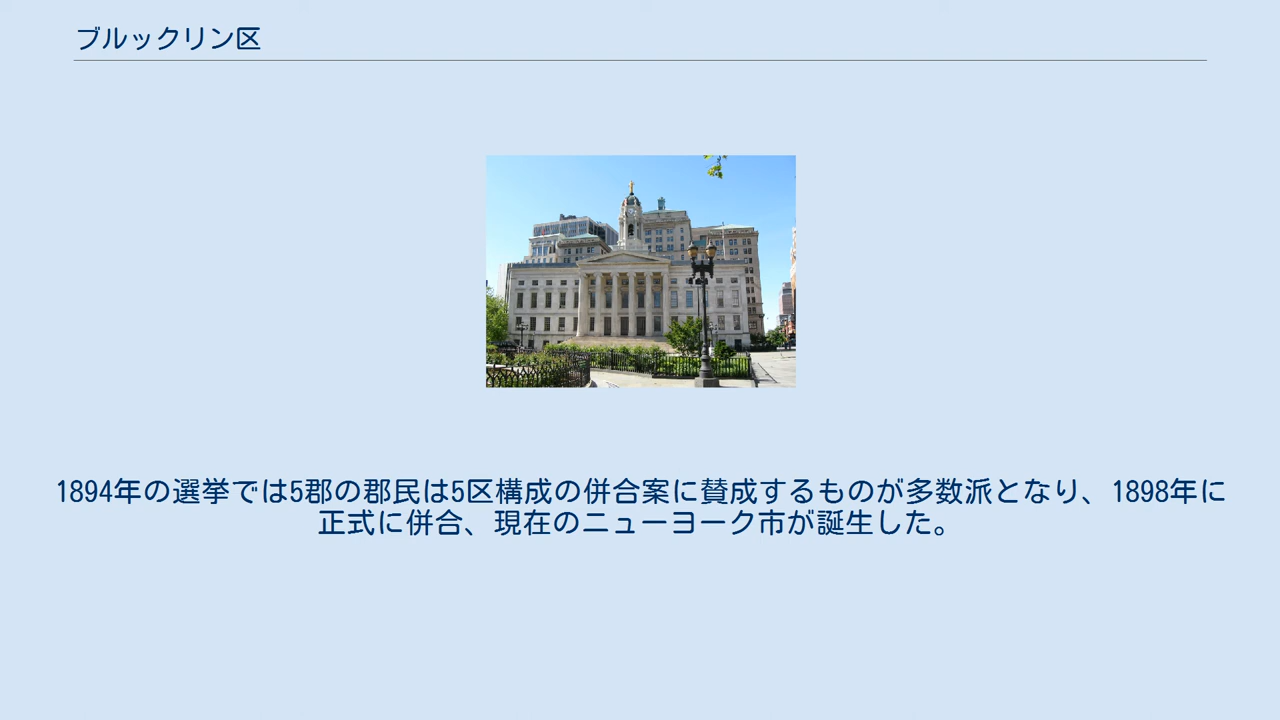 ブルックリン区
1894年の選挙では5郡の郡民は5区構成の併合案に賛成するものが多数派となり、1898年に
正式に併合、現在のニューヨーク市が誕生した。